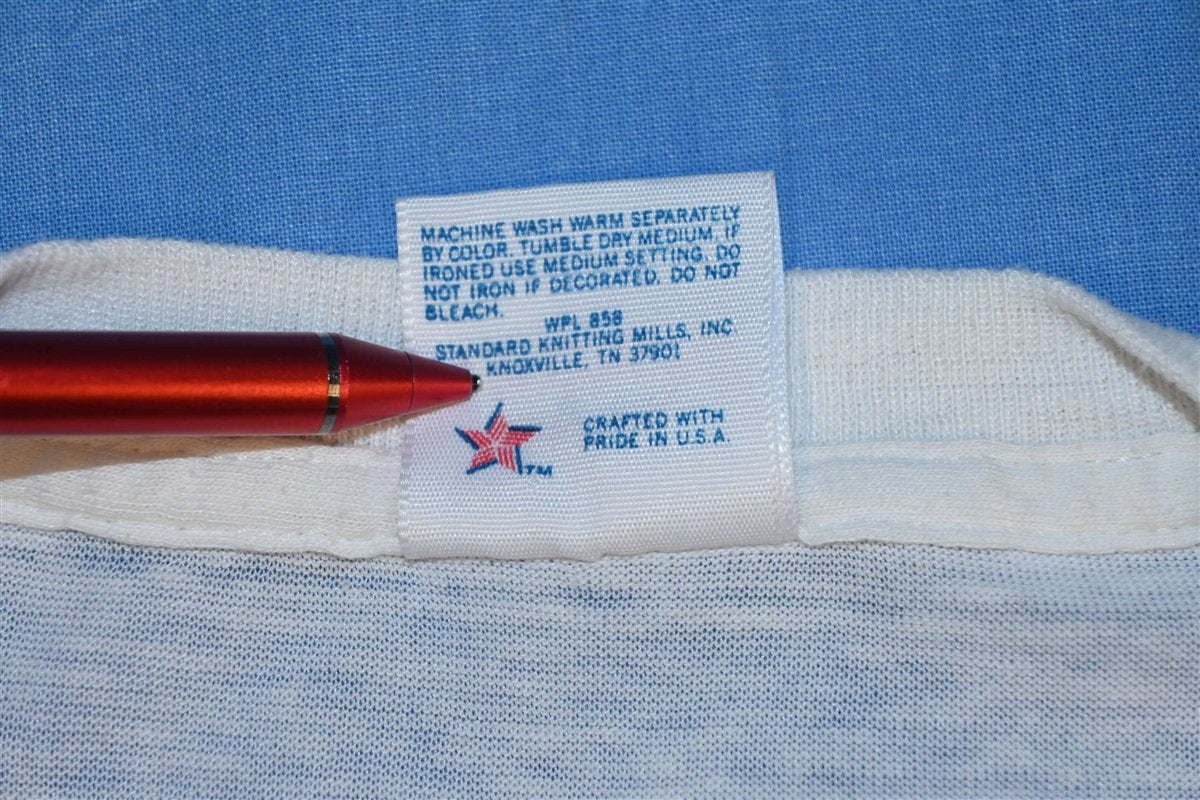 MACHINE WASH WARM SEPARATELY
BY COLOR. TUMBLE DRY MEDIUM. IF
IRONED USE MEDIUM SETTING. DO
NOT IRON IF DECORATED. DO NOT
BLEACH.
WPL 858
STANDARD KNITTING MILLS, INC
KNOXVILLE, TN 37901
CRAFTED WITH
PRIDE IN U.S.A.
TM